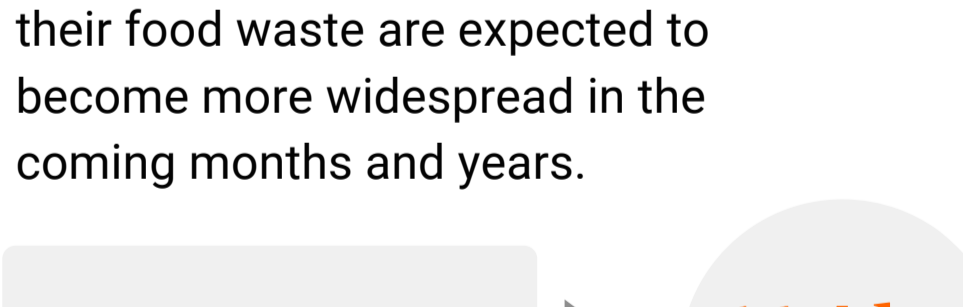 their food waste are expected to
become more widespread in the
coming months and years.